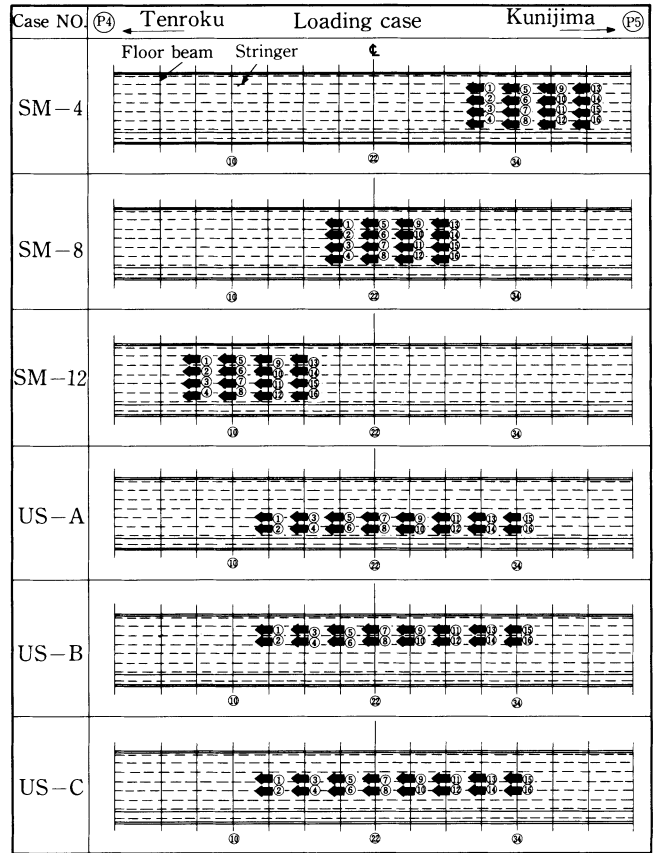 Case NO. P4 Tenroku Loading case Kunijima P5
Floor beam Stringer ℄
SM-4
① ⑤ ⑨ ⑬
② ⑥ ⑩ ⑭
③ ⑦ ⑪ ⑮
④ ⑧ ⑫ ⑯
⑩ ㉒ ㉞
SM-8
① ⑤ ⑨ ⑬
② ⑥ ⑩ ⑭
③ ⑦ ⑪ ⑮
④ ⑧ ⑫ ⑯
⑩ ㉒ ㉞
SM-12
① ⑤ ⑨ ⑬
② ⑥ ⑩ ⑭
③ ⑦ ⑪ ⑮
④ ⑧ ⑫ ⑯
⑩ ㉒ ㉞
US-A
① ③ ⑤ ⑦ ⑨ ⑪ ⑬ ⑮
② ④ ⑥ ⑧ ⑩ ⑫ ⑭ ⑯
⑩ ㉒ ㉞
US-B
① ③ ⑤ ⑦ ⑨ ⑪ ⑬ ⑮
② ④ ⑥ ⑧ ⑩ ⑫ ⑭ ⑯
⑩ ㉒ ㉞
US-C
① ③ ⑤ ⑦ ⑨ ⑪ ⑬ ⑮
② ④ ⑥ ⑧ ⑩ ⑫ ⑭ ⑯
⑩ ㉒ ㉞